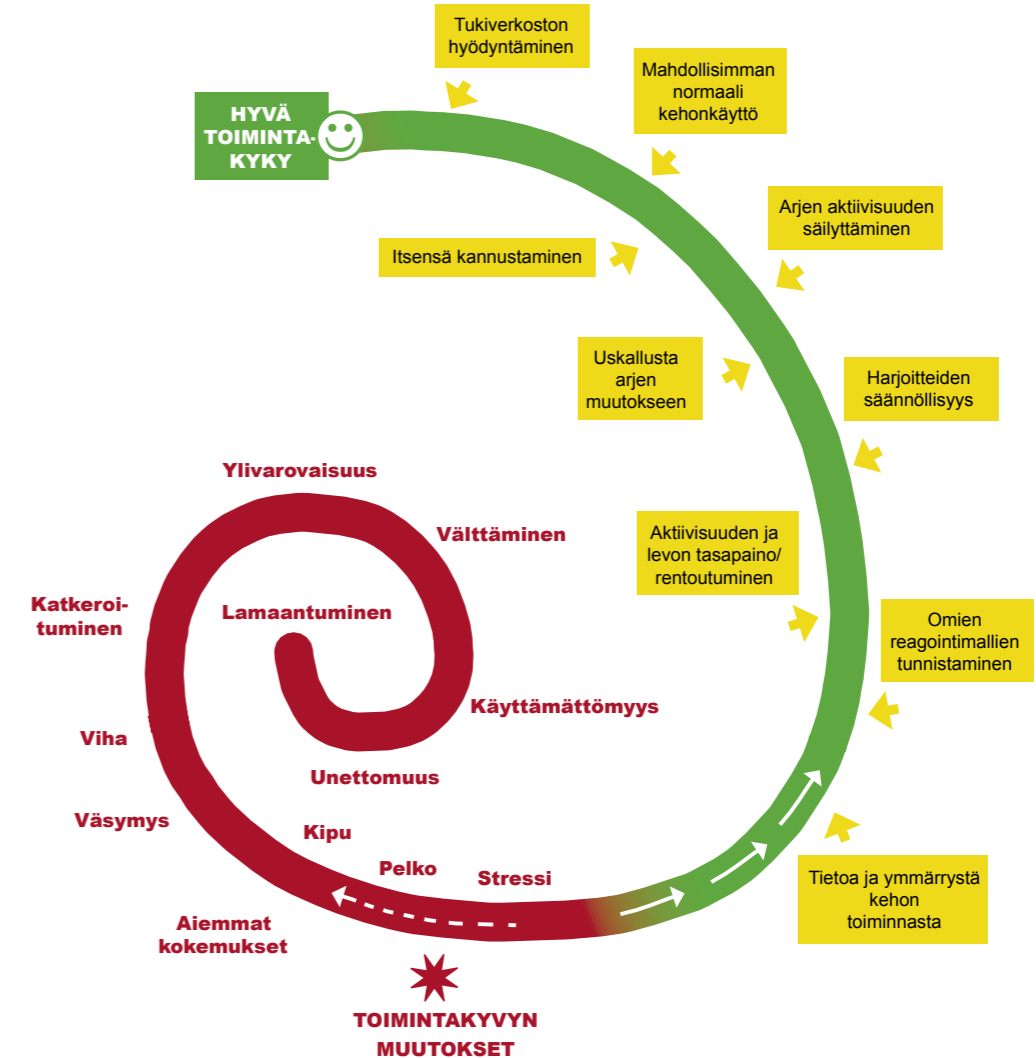 Tukiverkoston
hyödyntäminen
Mahdollisimman
normaali
kehonkäyttö
HYVÄ
TOIMINTA-
KYKY
Arjen aktiivisuuden
säilyttäminen
Itsensä kannustaminen
Uskallusta
arjen
muutokseen
Harjoitteiden
säännöllisyys
Ylivarovaisuus
Välttäminen
Aktiivisuuden ja
levon tasapaino/
rentoutuminen
Katkeroi-
tuminen
Lamaantuminen
Omien
reagointimallien
tunnistaminen
Käyttämättömyys
Viha
Unettomuus
Väsymys
Kipu
Pelko
Stressi
Tietoa ja ymmärrystä
kehon
toiminnasta
Aiemmat
kokemukset
TOIMINTAKYVYN
MUUTOKSET